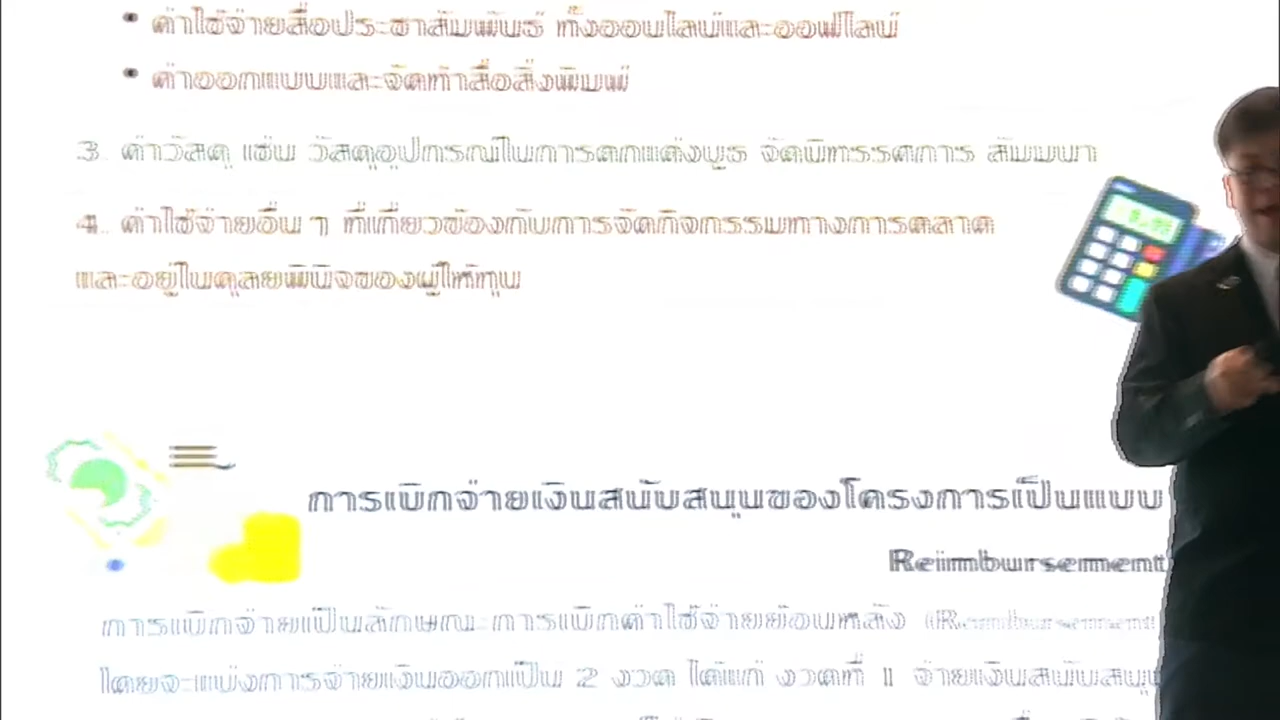 • ค่าใช้จ่ายสื่อประชาสัมพันธ์ ทั้งออนไลน์และออฟไลน์
• ค่าออกแบบและจัดทำสื่อสิ่งพิมพ์
3. ค่าวัสดุ เช่น วัสดุอุปกรณ์ในการตกแต่งบูธ จัดนิทรรศการ สัมมนา
4. ค่าใช้จ่ายอื่น ๆ ที่เกี่ยวข้องกับการจัดกิจกรรมทางการตลาด
และอยู่ในดุลยพินิจของผู้ให้ทุน
การเบิกจ่ายเงินสนับสนุนของโครงการเป็นแบบ
Reimbursement
การเบิกจ่ายเป็นลักษณะการเบิกค่าใช้จ่ายย้อนหลัง (Reimbursement
โดยจะแบ่งการจ่ายเงินออกเป็น 2 งวด ได้แก่ งวดที่ 1 จ่ายเงินสนับสนุน